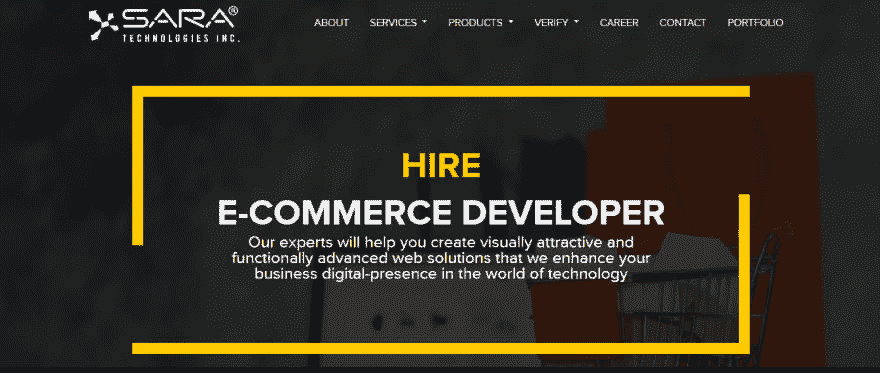 SARA®
TECHNOLOGIES INC.
ABOUT SERVICES PRODUCTS VERIFY CAREER CONTACT PORTFOLIO
HIRE
E-COMMERCE DEVELOPER
Our experts will help you create visually attractive and
functionally advanced web solutions that we enhance your
business digital-presence in the world of technology